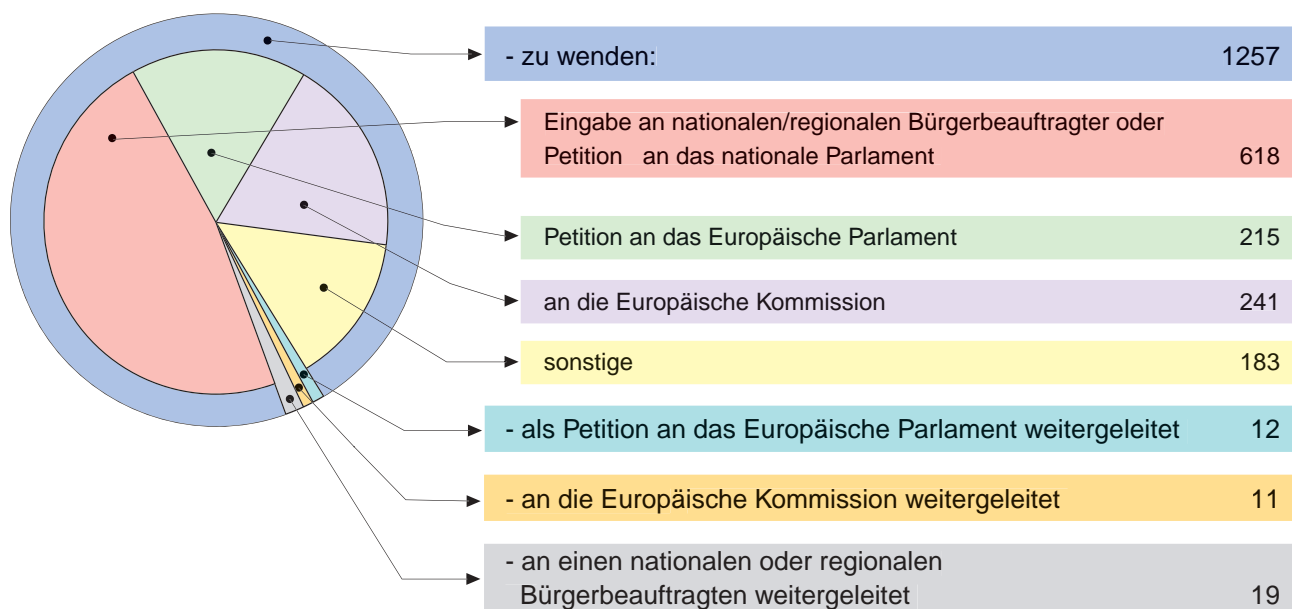 - zu wenden: 1257
Eingabe an nationalen/regionalen Bürgerbeauftragter oder
Petition an das nationale Parlament 618
Petition an das Europäische Parlament 215
an die Europäische Kommission 241
sonstige 183
- als Petition an das Europäische Parlament weitergeleitet 12
- an die Europäische Kommission weitergeleitet 11
- an einen nationalen oder regionalen
Bürgerbeauftragten weitergeleitet 19